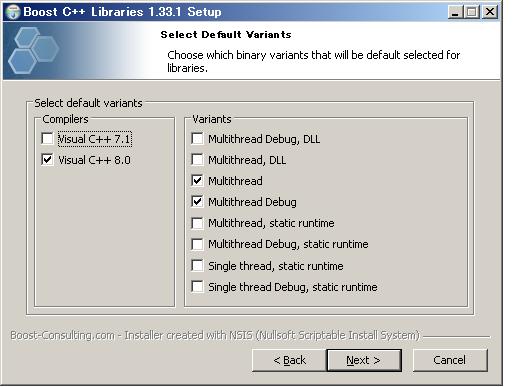 Boost C++ Libraries 1.33.1 Setup
Select Default Variants
Choose which binary variants that will be default selected for
libraries.
Select default variants
Compilers
Visual C++ 7.1
Visual C++ 8.0
Variants
Multithread Debug, DLL
Multithread, DLL
Multithread
Multithread Debug
Multithread, static runtime
Multithread Debug, static runtime
Single thread, static runtime
Single thread Debug, static runtime
Boost-Consulting.com - Installer created with NSIS (Nullsoft Scriptable Install System)
< Back
Next >
Cancel